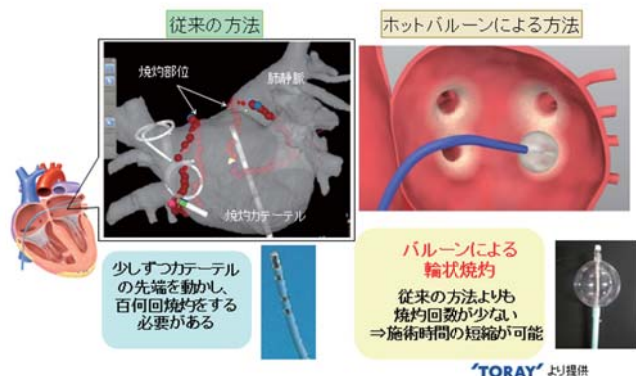 従来の方法
ホットバルーンによる方法
焼灼部位
肺静脈
焼灼カテーテル
少しずつカテーテル
の先端を動かし、
百何回焼灼をする
必要がある
バルーンによる
輪状焼灼
従来の方法よりも
焼灼回数が少ない
⇒施術時間の短縮が可能
'TORAY' より提供